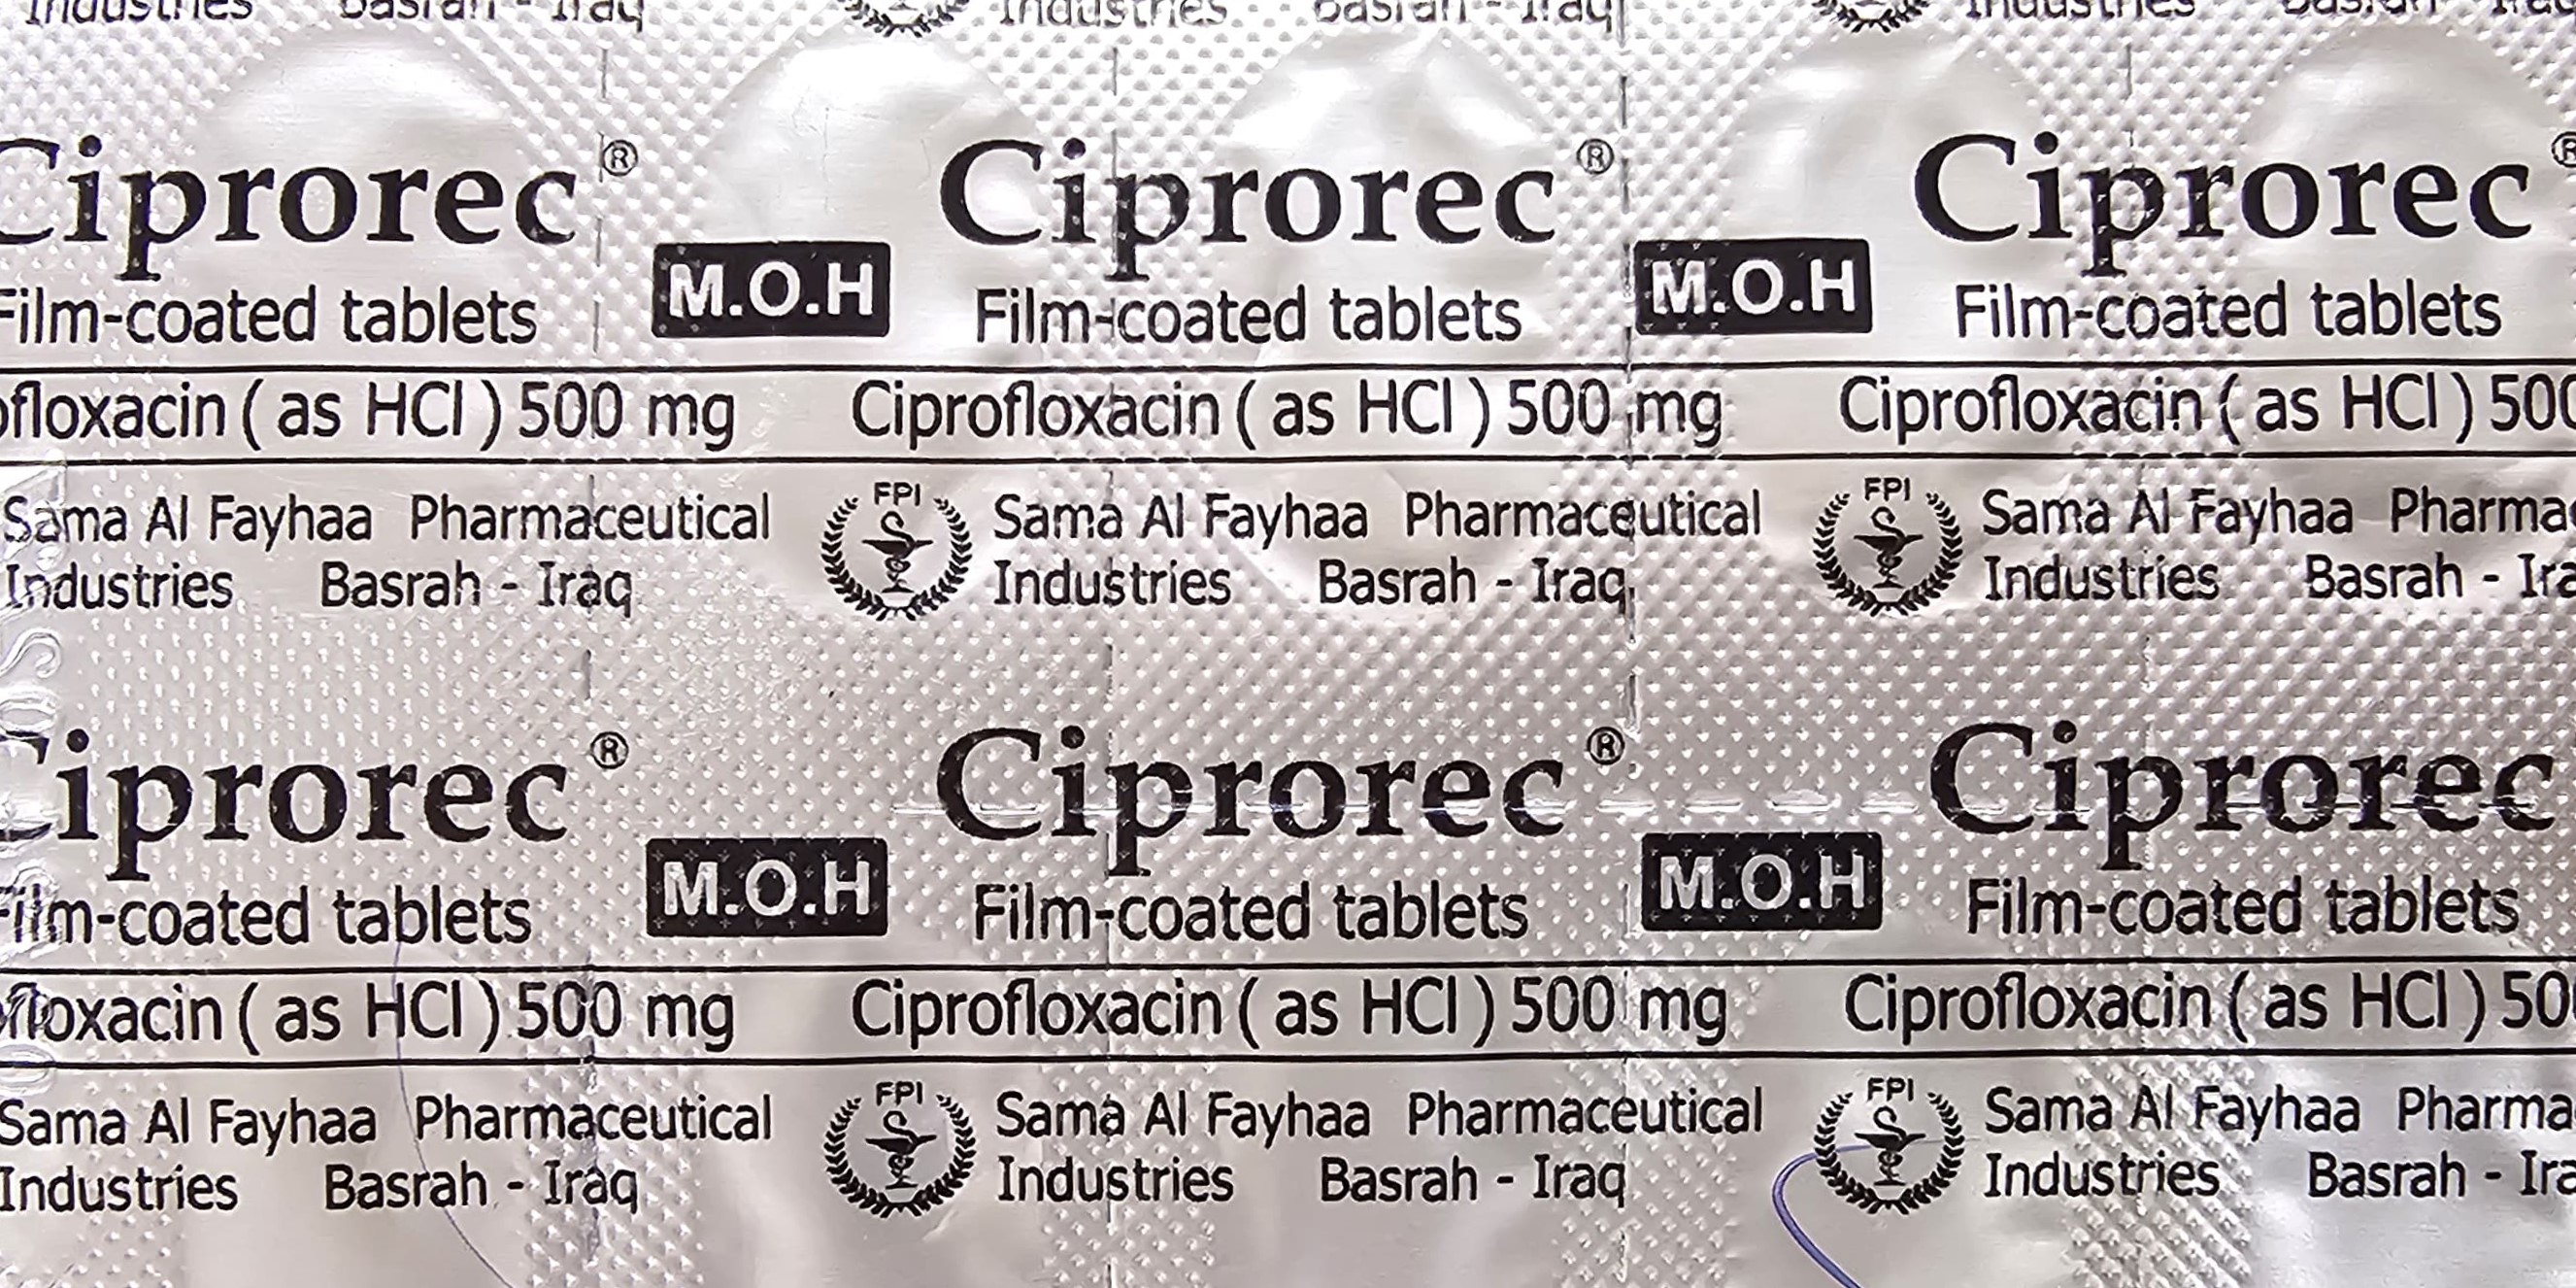 Industries Basrah - Iraq Industries Basrah - Iraq Industries Basrah - Iraq
Ciprorec® Ciprorec® Ciprorec®
M.O.H M.O.H
Film-coated tablets Film-coated tablets Film-coated tablets
ofloxacin ( as HCl ) 500 mg Ciprofloxacin ( as HCl ) 500 mg Ciprofloxacin ( as HCl ) 500
FPI FPI
Sama Al Fayhaa Pharmaceutical Sama Al Fayhaa Pharmaceutical Sama Al Fayhaa Pharma
Industries Basrah - Iraq Industries Basrah - Iraq Industries Basrah - Ira
Ciprorec® Ciprorec® Ciprorec
M.O.H M.O.H
Film-coated tablets Film-coated tablets Film-coated tablets
floxacin ( as HCl ) 500 mg Ciprofloxacin ( as HCl ) 500 mg Ciprofloxacin ( as HCl ) 50
FPI FPI
Sama Al Fayhaa Pharmaceutical Sama Al Fayhaa Pharmaceutical Sama Al Fayhaa Pharma
Industries Basrah - Iraq Industries Basrah - Iraq Industries Basrah - Ira